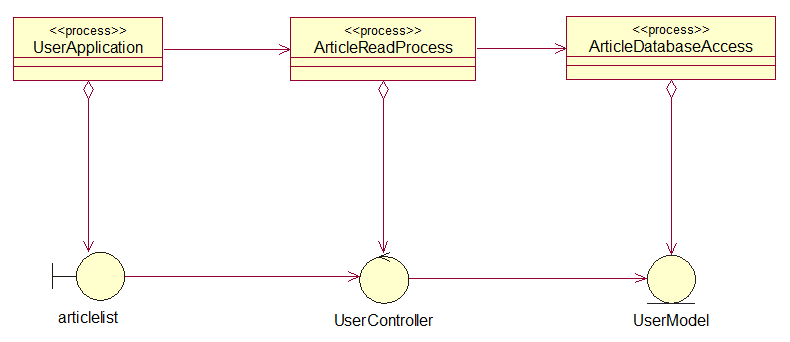 <<process>>
UserApplication
<<process>>
ArticleReadProcess
<<process>>
ArticleDatabaseAccess
articlelist
UserController
UserModel